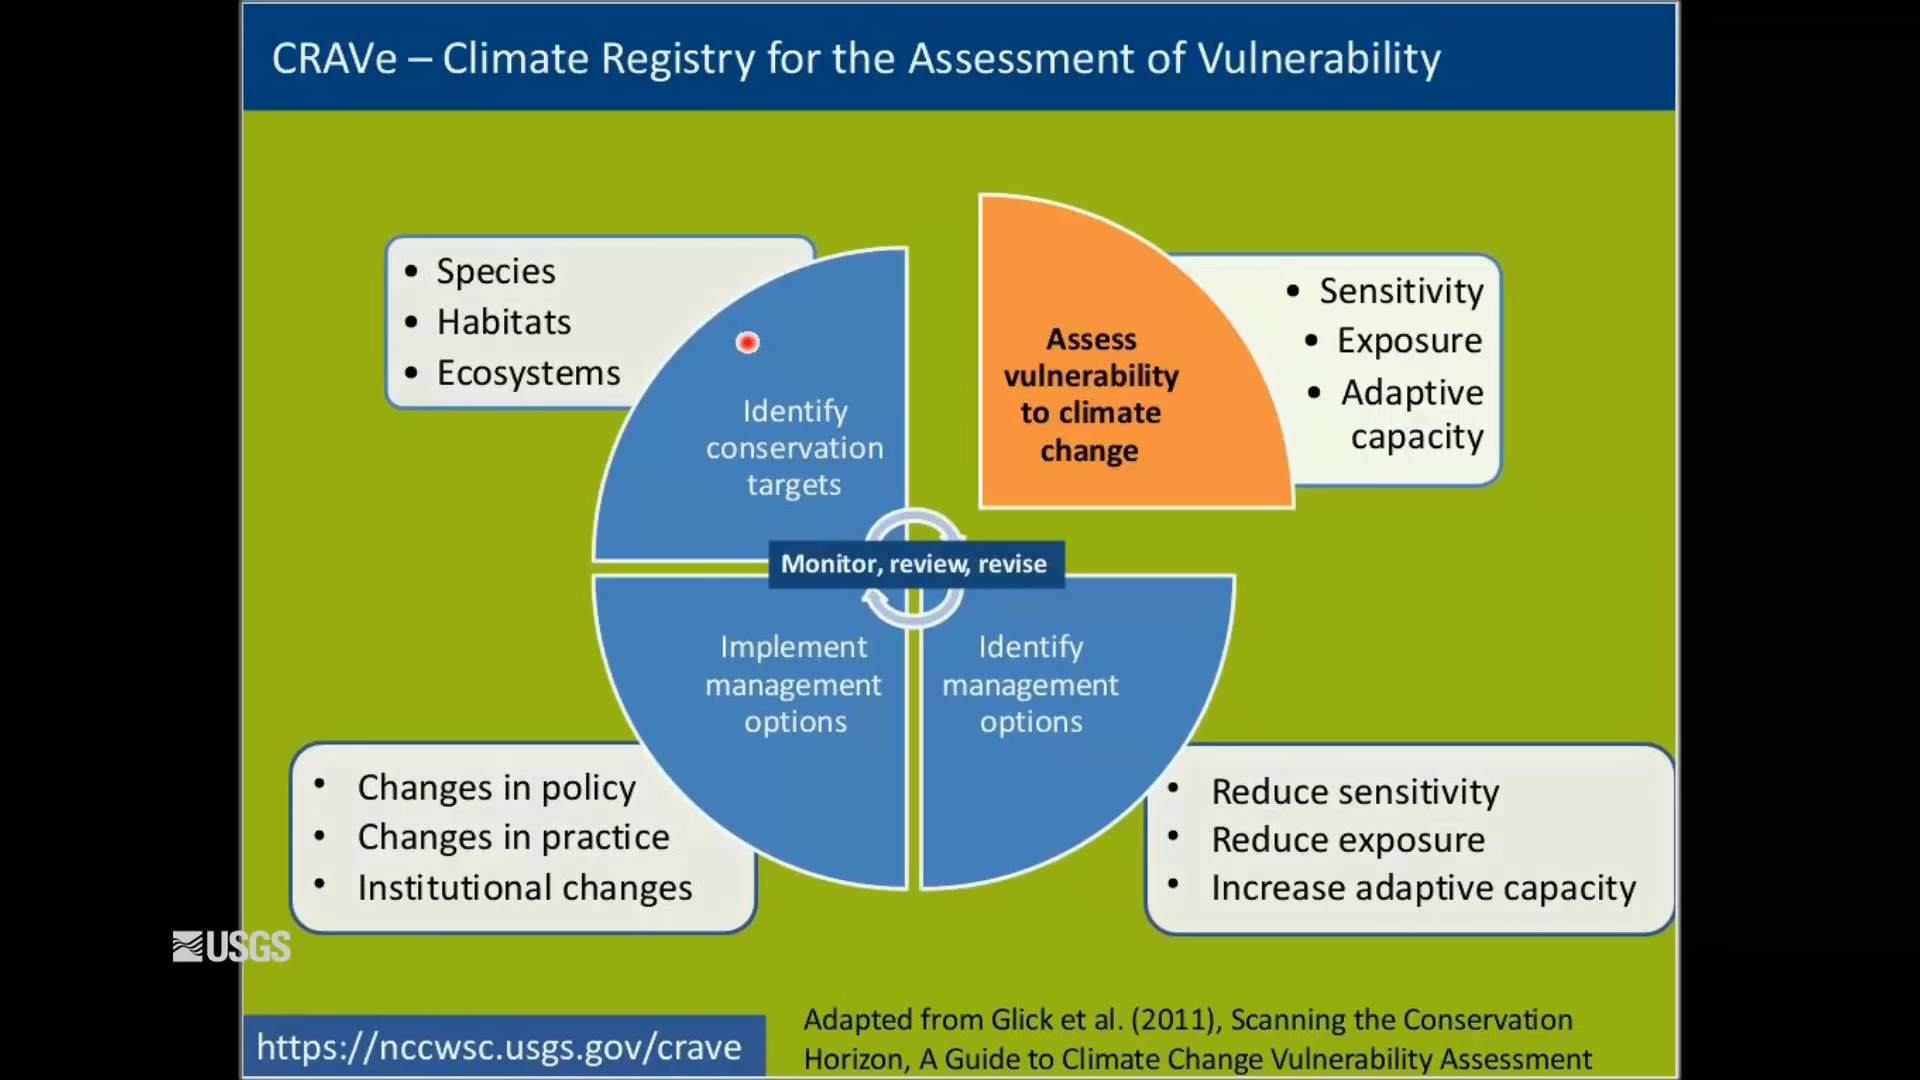 CRAVe – Climate Registry for the Assessment of Vulnerability
• Species
• Habitats
• Ecosystems
Identify
conservation
targets
Assess
vulnerability
to climate
change
• Sensitivity
• Exposure
• Adaptive
capacity
Monitor, review, revise
Implement
management
options
Identify
management
options
• Changes in policy
• Changes in practice
• Institutional changes
• Reduce sensitivity
• Reduce exposure
• Increase adaptive capacity
USGS
https://nccwsc.usgs.gov/crave
Adapted from Glick et al. (2011), Scanning the Conservation
Horizon, A Guide to Climate Change Vulnerability Assessment